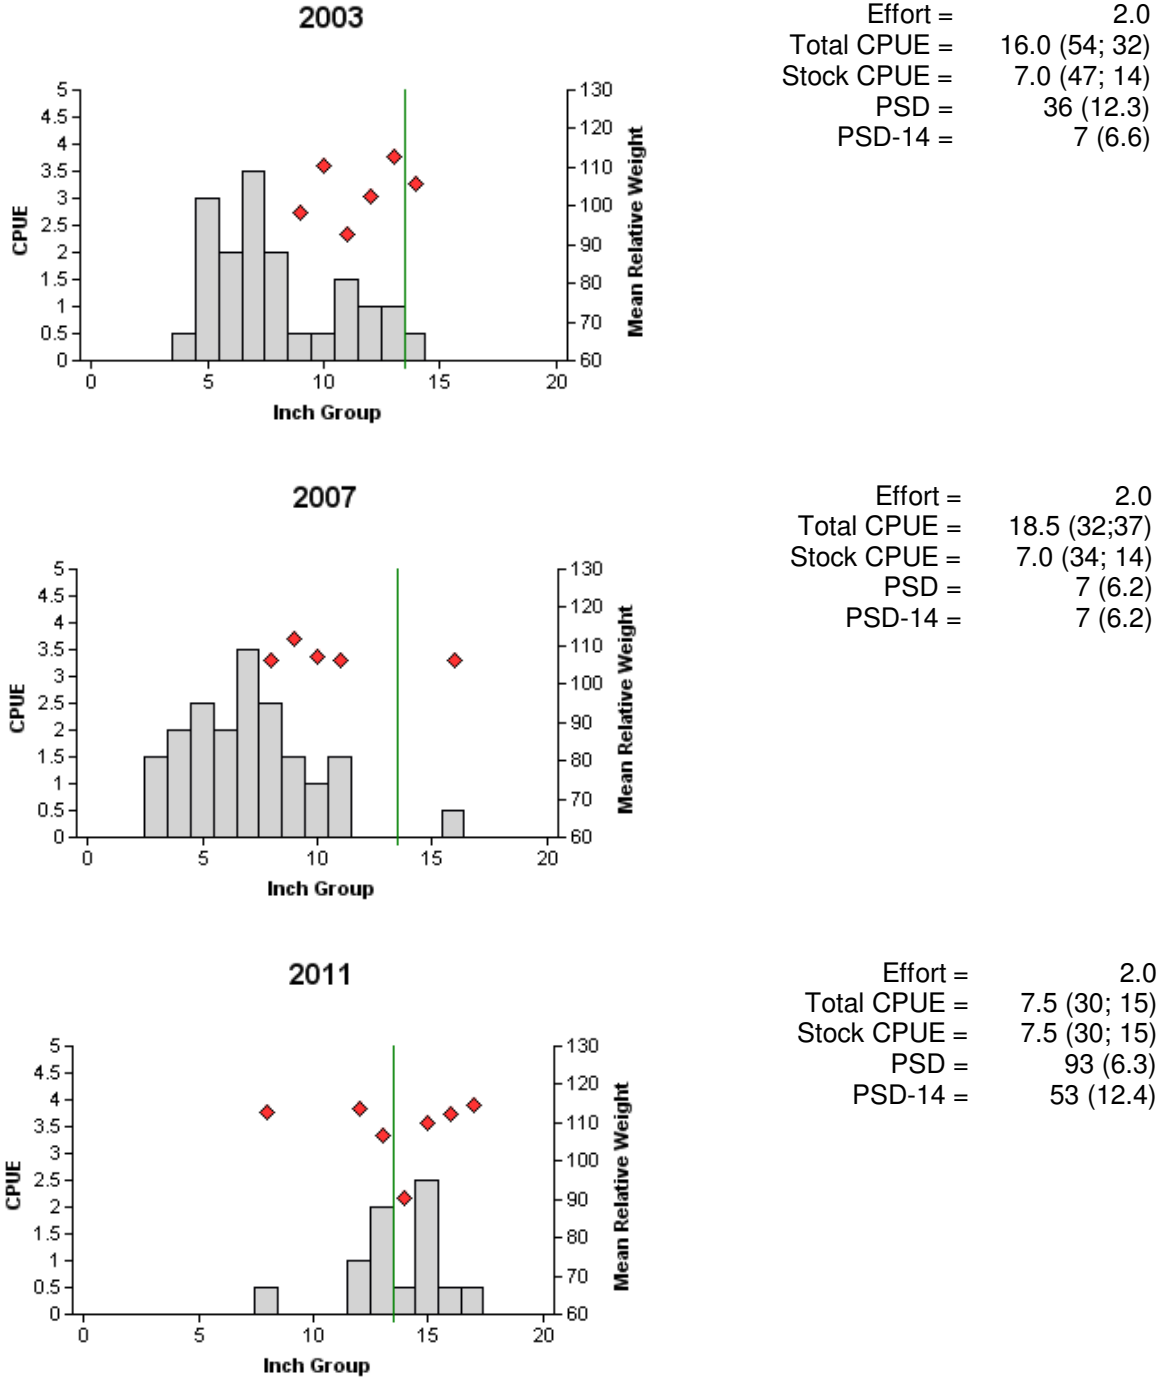 2003
Effort = 2.0
Total CPUE = 16.0 (54; 32)
Stock CPUE = 7.0 (47; 14)
PSD = 36 (12.3)
PSD-14 = 7 (6.6)
5
4.5
4
3.5
3
2.5
2
1.5
1
0.5
0
CPUE
130
120
110
100
90
80
70
60
Mean Relative Weight
0 5 10 15 20
Inch Group
2007
Effort = 2.0
Total CPUE = 18.5 (32;37)
Stock CPUE = 7.0 (34; 14)
PSD = 7 (6.2)
PSD-14 = 7 (6.2)
5
4.5
4
3.5
3
2.5
2
1.5
1
0.5
0
CPUE
130
120
110
100
90
80
70
60
Mean Relative Weight
0 5 10 15 20
Inch Group
2011
Effort = 2.0
Total CPUE = 7.5 (30; 15)
Stock CPUE = 7.5 (30; 15)
PSD = 93 (6.3)
PSD-14 = 53 (12.4)
5
4.5
4
3.5
3
2.5
2
1.5
1
0.5
0
CPUE
130
120
110
100
90
80
70
60
Mean Relative Weight
0 5 10 15 20
Inch Group